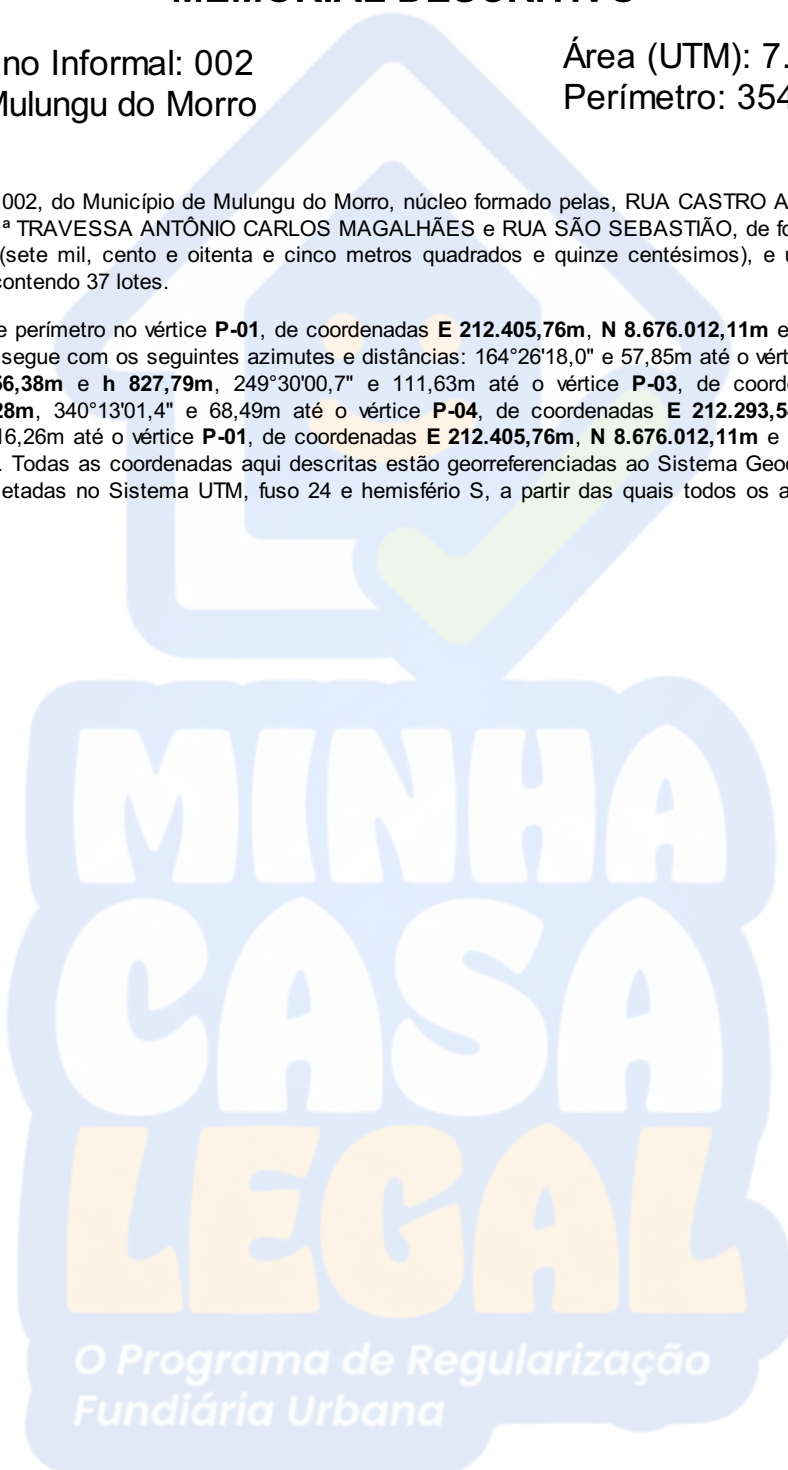 MEMORIAL DESCRITIVO
no Informal: 002
Mulungu do Morro
Área (UTM): 7.
Perímetro: 354
002, do Município de Mulungu do Morro, núcleo formado pelas, RUA CASTRO A
ª TRAVESSA ANTÔNIO CARLOS MAGALHÃES e RUA SÃO SEBASTIÃO, de fo
(sete mil, cento e oitenta e cinco metros quadrados e quinze centésimos), e u
contendo 37 lotes.
e perímetro no vértice P-01, de coordenadas E 212.405,76m, N 8.676.012,11m e
segue com os seguintes azimutes e distâncias: 164°26'18,0" e 57,85m até o vért
56,38m e h 827,79m, 249°30'00,7" e 111,63m até o vértice P-03, de coord
28m, 340°13'01,4" e 68,49m até o vértice P-04, de coordenadas E 212.293,5
16,26m até o vértice P-01, de coordenadas E 212.405,76m, N 8.676.012,11m e
. Todas as coordenadas aqui descritas estão georreferenciadas ao Sistema Geod
etadas no Sistema UTM, fuso 24 e hemisfério S, a partir das quais todos os a
MINHA
CASA
LEGAL
O Programa de Regularização
Fundiária Urbana